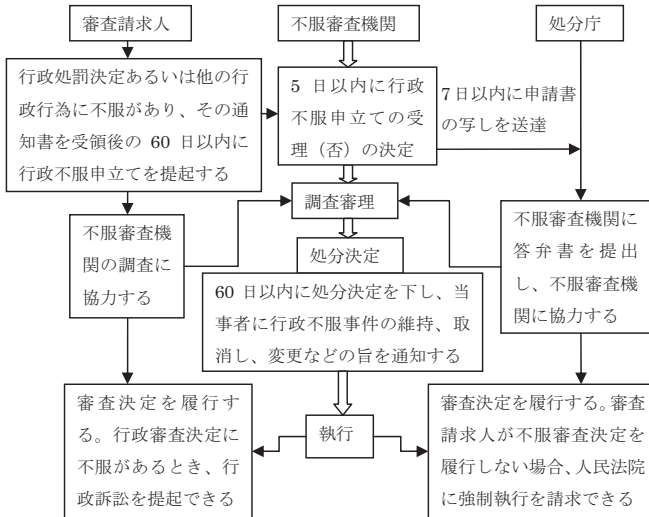 審査請求人
不服審査機関
処分庁
行政処罰決定あるいは他の行
政行為に不服があり、その通
知書を受領後の 60 日以内に
行政不服申立てを提起する
5 日以内に行政
不服申立ての受
理（否）の決定
7日以内に申請書
の写しを送達
調査審理
不服審査機
関の調査に
協力する
不服審査機関に
答弁書を提出
し、不服審査機
関に協力する
処分決定
60 日以内に処分決定を下し、当
事者に行政不服事件の維持、取
消し、変更などの旨を通知する
審査決定を履行す
る。行政審査決定に
不服があるとき、行
政訴訟を提起できる
執行
審査決定を履行する。審査
請求人が不服審査決定を
履行しない場合、人民法院
に強制執行を請求できる